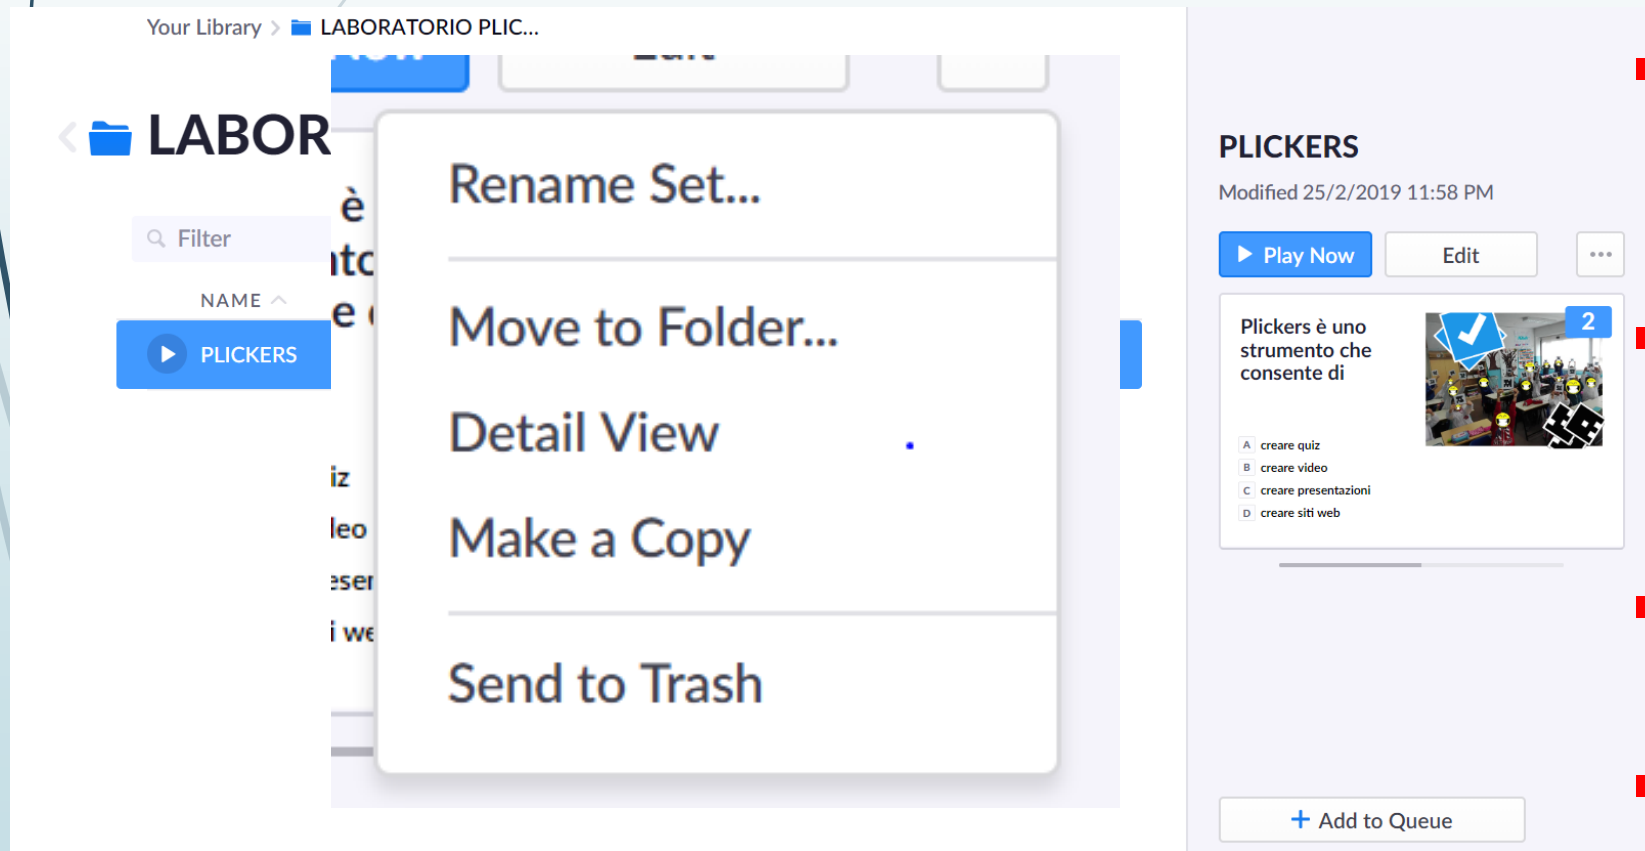 Your Library > LABORATORIO PLIC...
LABOR
Filter
NAME
PLICKERS
è
Rename Set...
Move to Folder...
Detail View
Make a Copy
Send to Trash
PLICKERS
Modified 25/2/2019 11:58 PM
Play Now
Edit
...
Plickers è uno
strumento che
consente di
2
A creare quiz
B creare video
C creare presentazioni
D creare siti web
+ Add to Queue